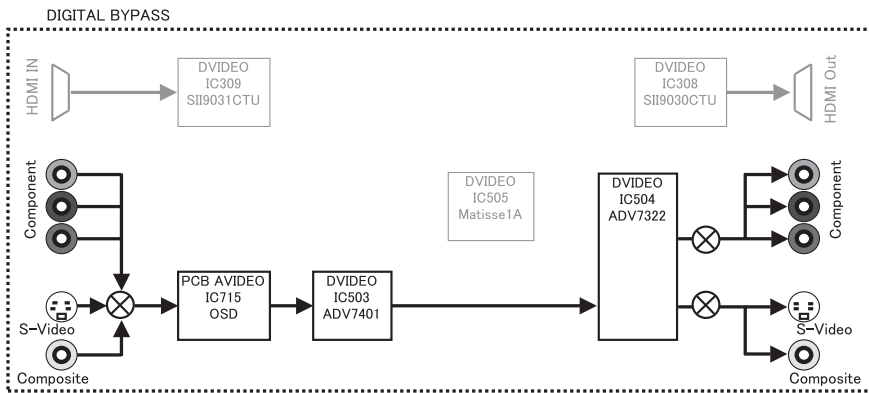 DIGITAL BYPASS
HDMI IN
DVIDEO
IC309
SII9031CTU
DVIDEO
IC308
SII9030CTU
HDMI Out
Component
DVIDEO
IC505
Matisse1A
DVIDEO
IC504
ADV7322
Component
PCB AVIDEO
IC715
OSD
DVIDEO
IC503
ADV7401
S-Video
S-Video
Composite
Composite